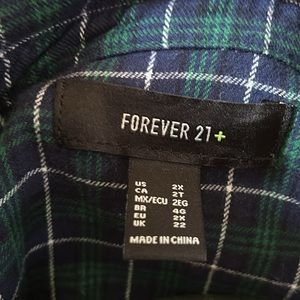 FOREVER 21+
US 2X
CA 2T
MX/ECU 2EG
BR 4G
EU 2X
UK 22
MADE IN CHINA